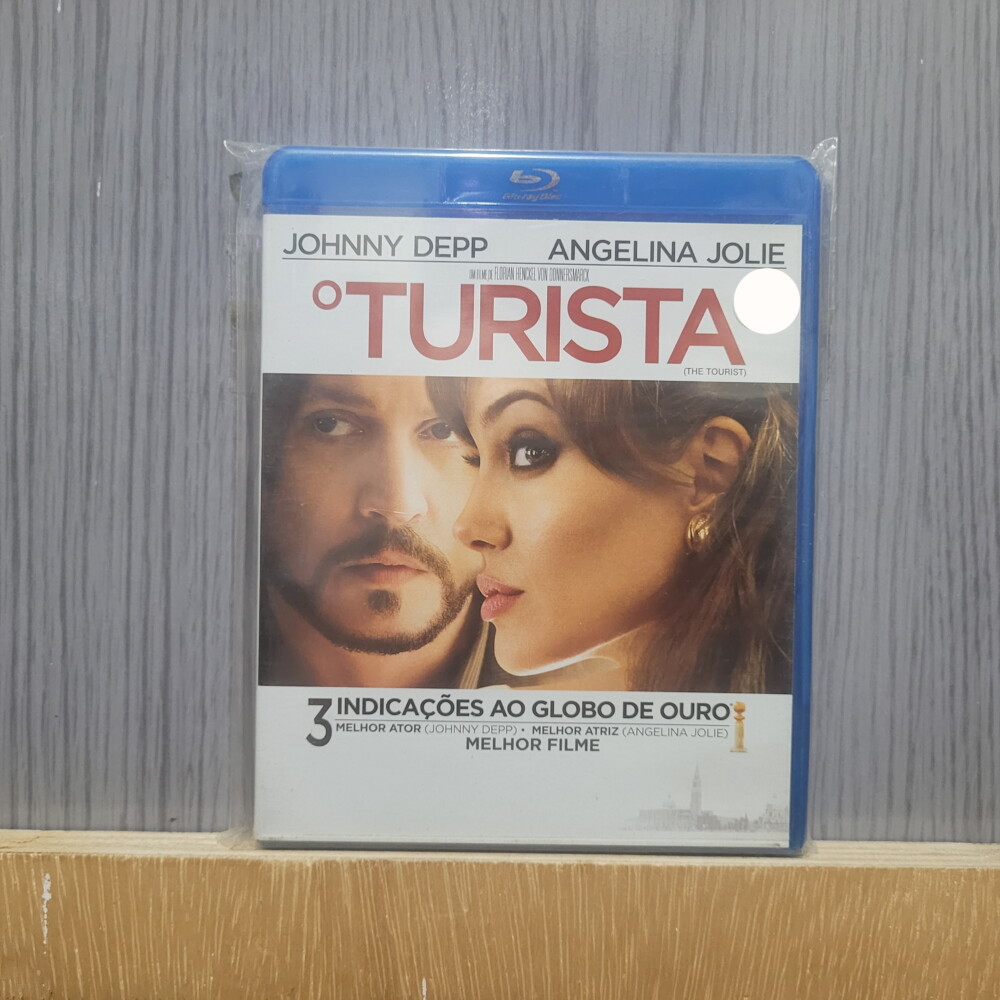 Blu-ray Disc
JOHNNY DEPP ANGELINA JOLIE
UM FILME DE FLORIAN HENCKEL VON DONNERSMARCK
O TURISTA
(THE TOURIST)
3 INDICAÇÕES AO GLOBO DE OURO
MELHOR ATOR (JOHNNY DEPP) • MELHOR ATRIZ (ANGELINA JOLIE)
MELHOR FILME